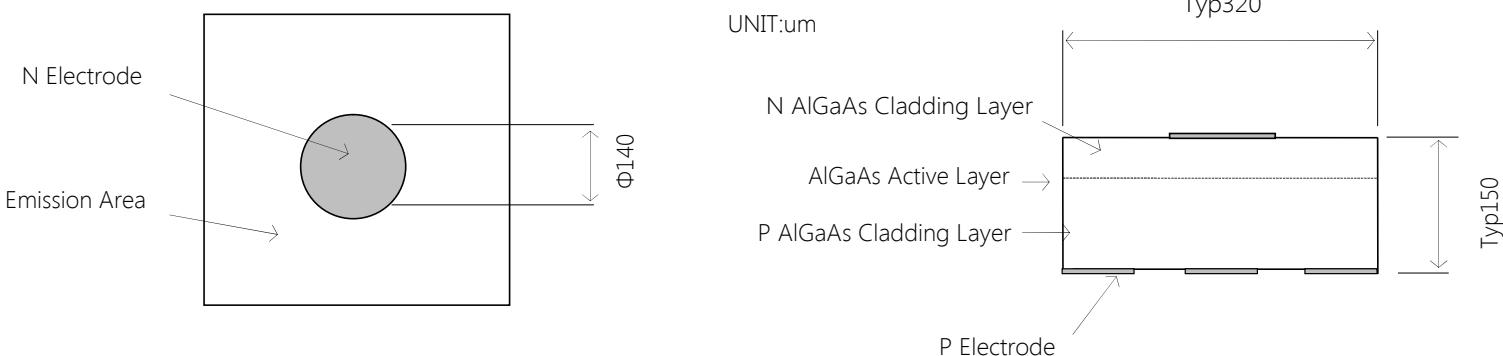 Typ320
UNIT:um
N Electrode
N AlGaAs Cladding Layer
Φ140
AlGaAs Active Layer
Emission Area
Typ150
P AlGaAs Cladding Layer
P Electrode